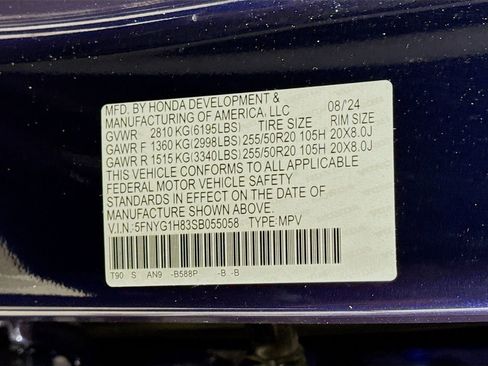 MFD. BY HONDA DEVELOPMENT &
MANUFACTURING OF AMERICA, LLC 08/'24
GVWR 2810 KG(6195LBS) TIRE SIZE RIM SIZE
GAWR F 1360 KG(2998LBS) 255/50R20 105H 20X8.0J
GAWR R 1515 KG(3340LBS) 255/50R20 105H 20X8.0J
THIS VEHICLE CONFORMS TO ALL APPLICABLE
FEDERAL MOTOR VEHICLE SAFETY
STANDARDS IN EFFECT ON THE DATE OF
MANUFACTURE SHOWN ABOVE.
V.I.N.:5FNYG1H83SB055058 TYPE:MPV
T90 S AN9 -B588P -B -B